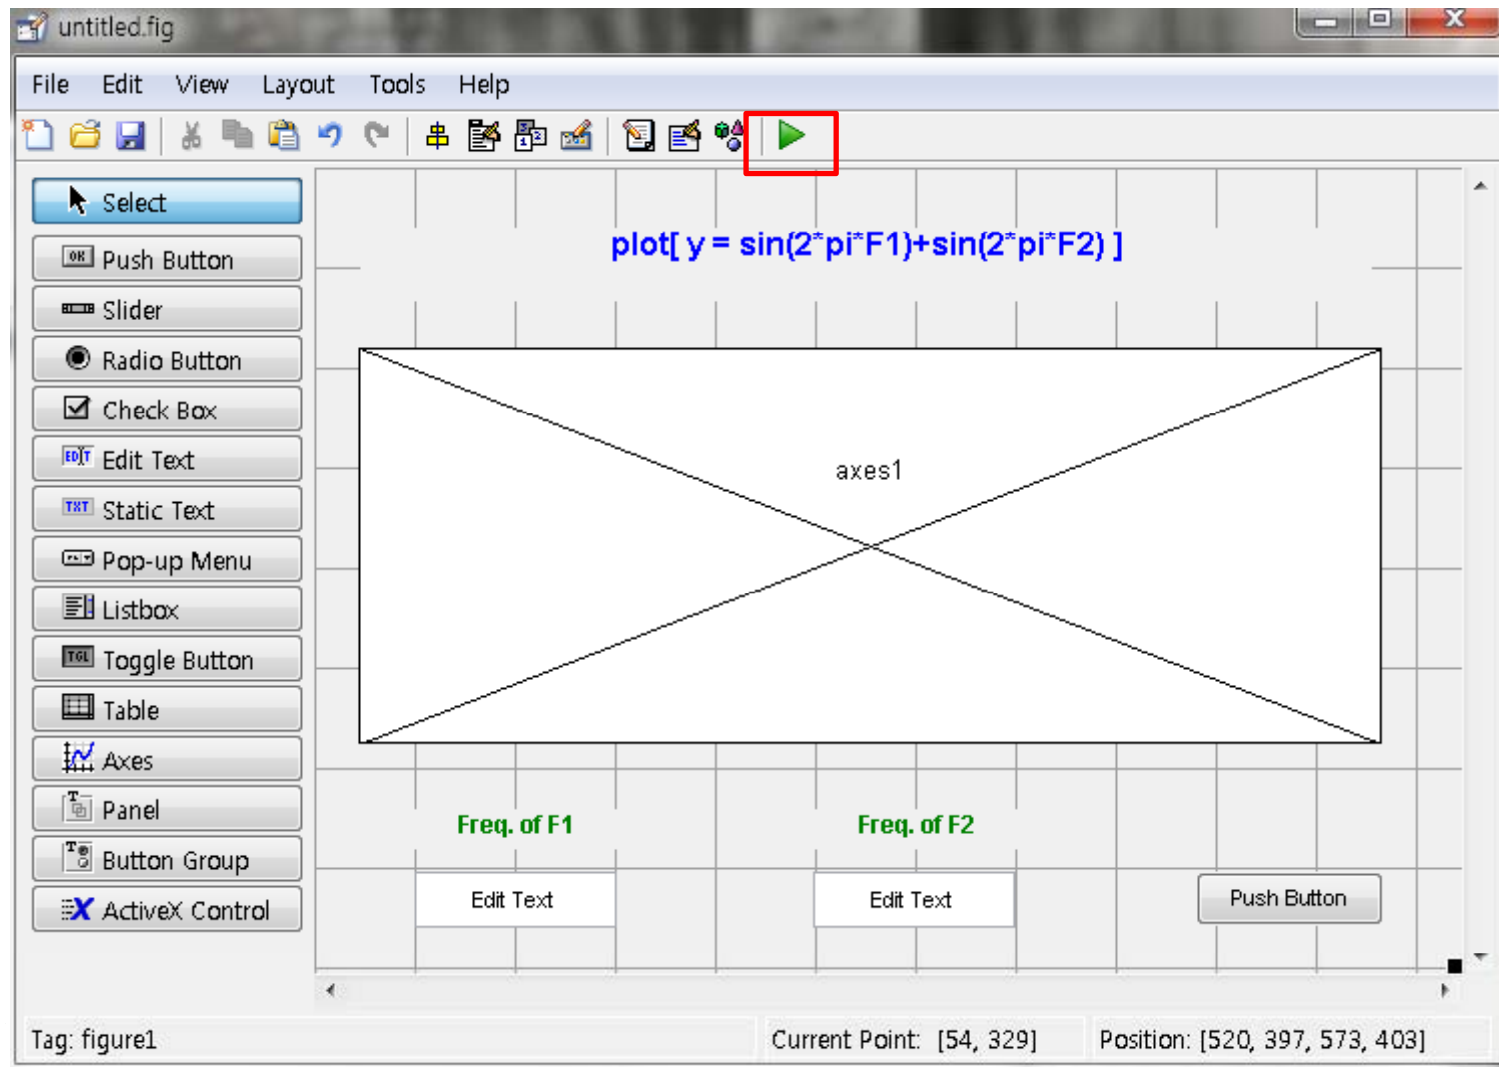 untitled.fig
File Edit View Layout Tools Help
Select
Push Button
Slider
Radio Button
Check Box
Edit Text
Static Text
Pop-up Menu
Listbox
Toggle Button
Table
Axes
Panel
Button Group
ActiveX Control
plot[ y = sin(2*pi*F1)+sin(2*pi*F2) ]
axes1
Freq. of F1 Freq. of F2
Edit Text Edit Text Push Button
Tag: figure1 Current Point: [54, 329] Position: [520, 397, 573, 403]